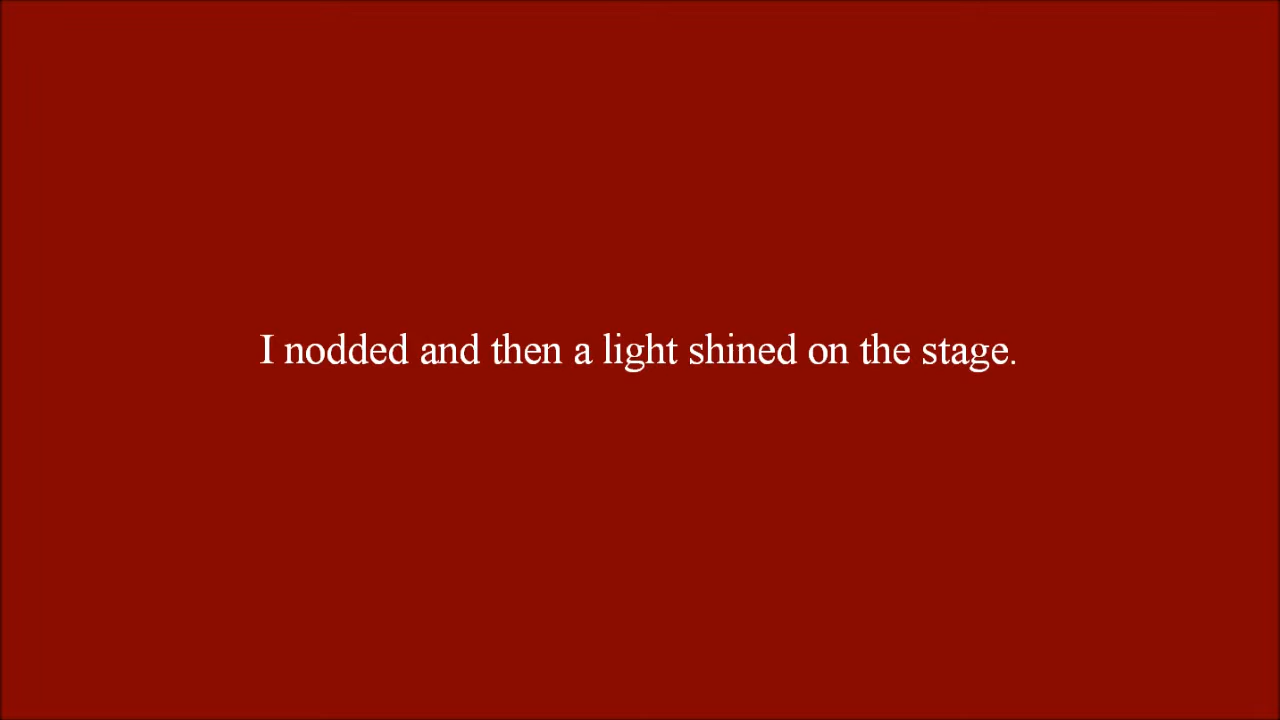 I nodded and then a light shined on the stage.